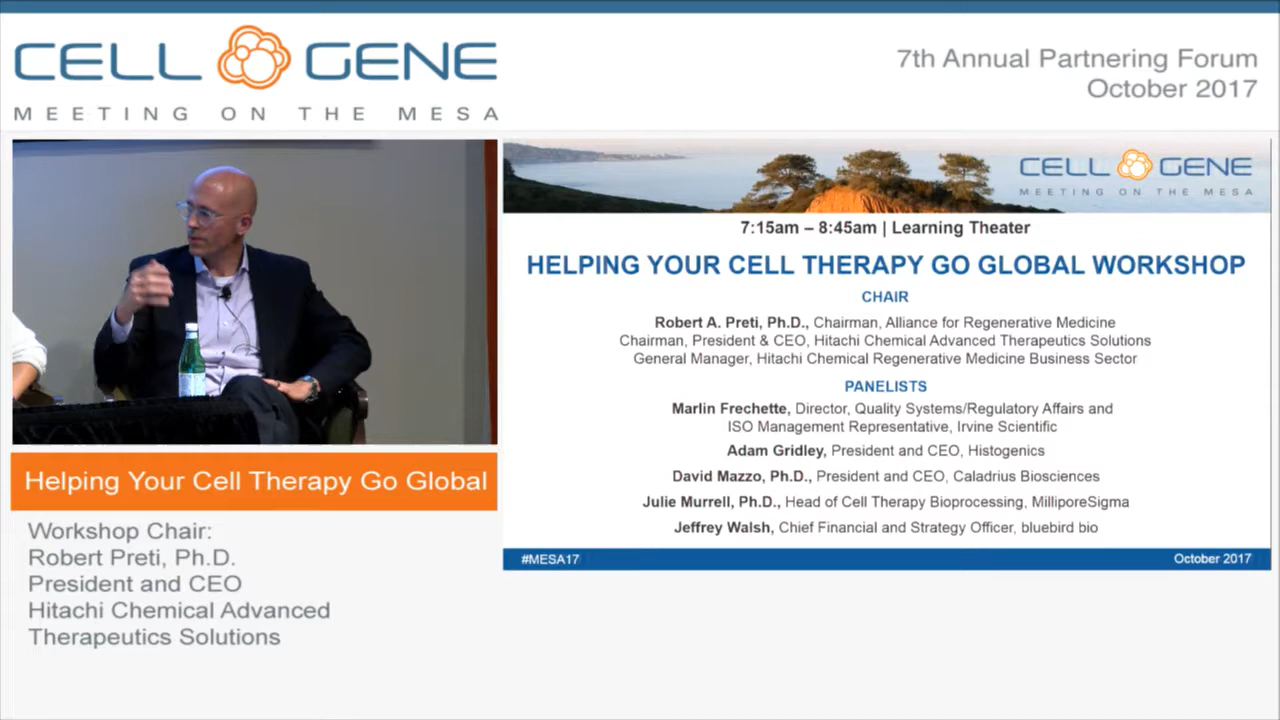 CELL GENE
MEETING ON THE MESA
7th Annual Partnering Forum
October 2017
CELL GENE
MEETING ON THE MESA
7:15am – 8:45am | Learning Theater
HELPING YOUR CELL THERAPY GO GLOBAL WORKSHOP
CHAIR
Robert A. Preti, Ph.D., Chairman, Alliance for Regenerative Medicine
Chairman, President & CEO, Hitachi Chemical Advanced Therapeutics Solutions
General Manager, Hitachi Chemical Regenerative Medicine Business Sector
PANELISTS
Marlin Frechette, Director, Quality Systems/Regulatory Affairs and
ISO Management Representative, Irvine Scientific
Adam Gridley, President and CEO, Histogenics
David Mazzo, Ph.D., President and CEO, Caladrius Biosciences
Julie Murrell, Ph.D., Head of Cell Therapy Bioprocessing, MilliporeSigma
Jeffrey Walsh, Chief Financial and Strategy Officer, bluebird bio
#MESA17
October 2017
Helping Your Cell Therapy Go Global
Workshop Chair:
Robert Preti, Ph.D.
President and CEO
Hitachi Chemical Advanced
Therapeutics Solutions